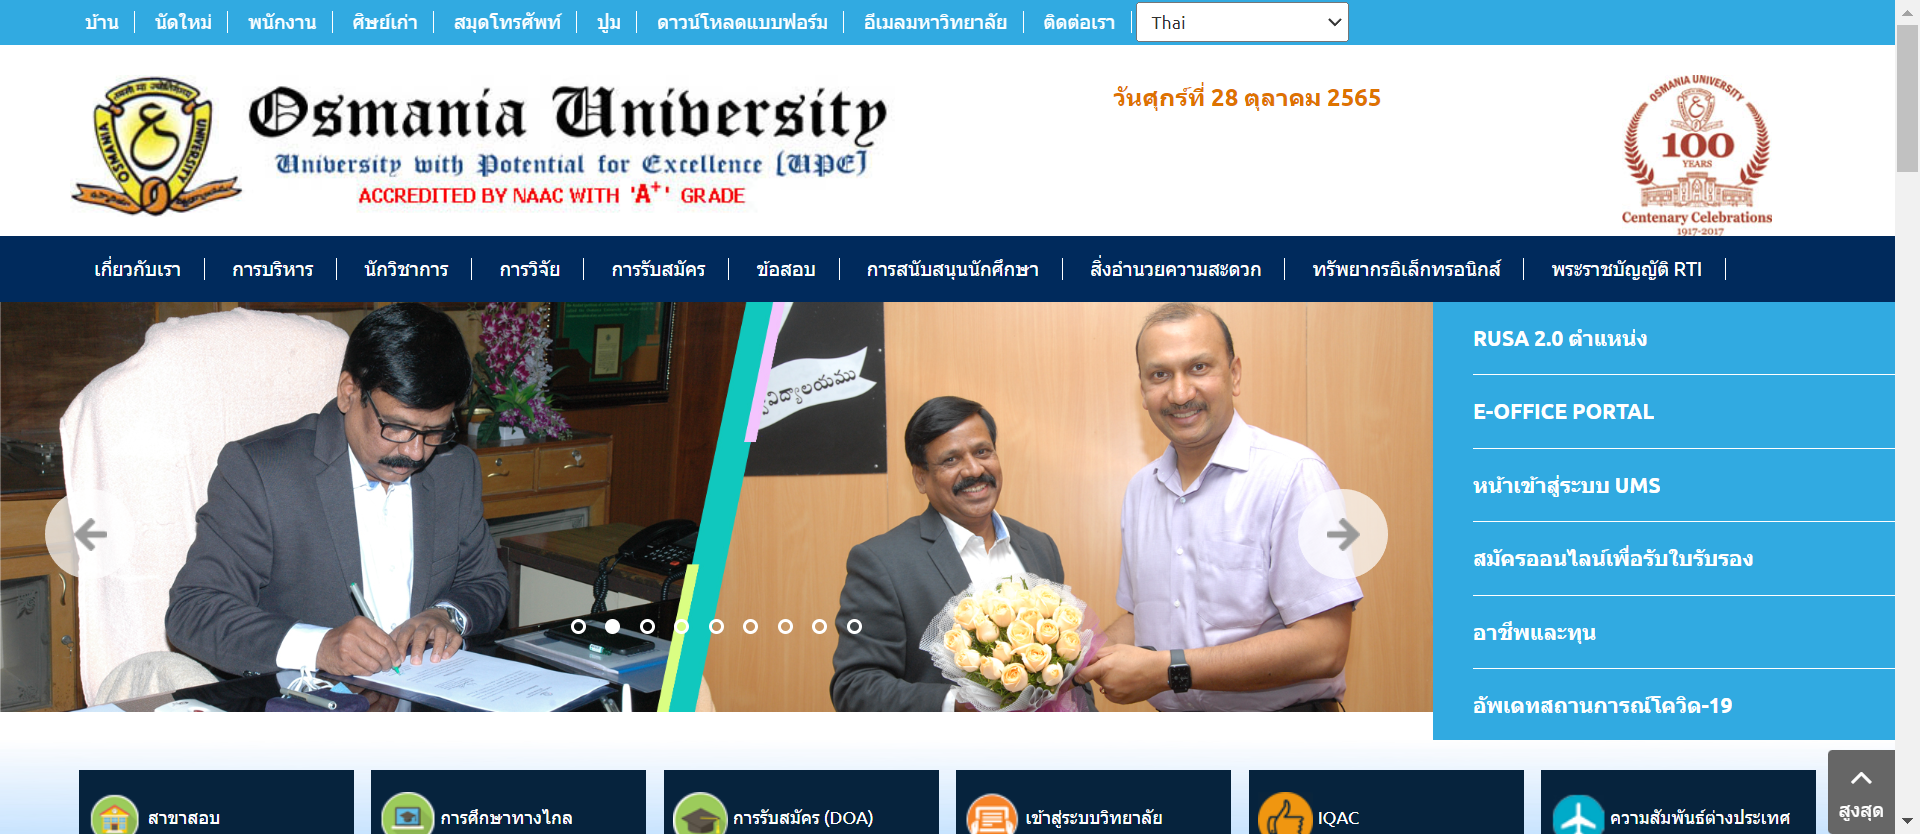 บ้าน นัดใหม่ พนักงาน ศิษย์เก่า สมุดโทรศัพท์ ปูม ดาวน์โหลดแบบฟอร์ม อีเมลมหาวิทยาลัย ติดต่อเรา Thai
OSMANIA UNIVERSITY
Osmania University
University with Potential for Excellence [UPE]
ACCREDITED BY NAAC WITH 'A+' GRADE
วันศุกร์ที่ 28 ตุลาคม 2565
OSMANIA UNIVERSITY
100
YEARS
Centenary Celebrations
1917-2017
เกี่ยวกับเรา การบริหาร นักวิชาการ การวิจัย การรับสมัคร ข้อสอบ การสนับสนุนนักศึกษา สิ่งอำนวยความสะดวก ทรัพยากรอิเล็กทรอนิกส์ พระราชบัญญัติ RTI
RUSA 2.0 ตำแหน่ง
E-OFFICE PORTAL
หน้าเข้าสู่ระบบ UMS
สมัครออนไลน์เพื่อรับใบรับรอง
อาชีพและทุน
อัพเดทสถานการณ์โควิด-19
สูงสุด
สาขาสอบ การศึกษาทางไกล การรับสมัคร (DOA) เข้าสู่ระบบวิทยาลัย IQAC ความสัมพันธ์ต่างประเทศ